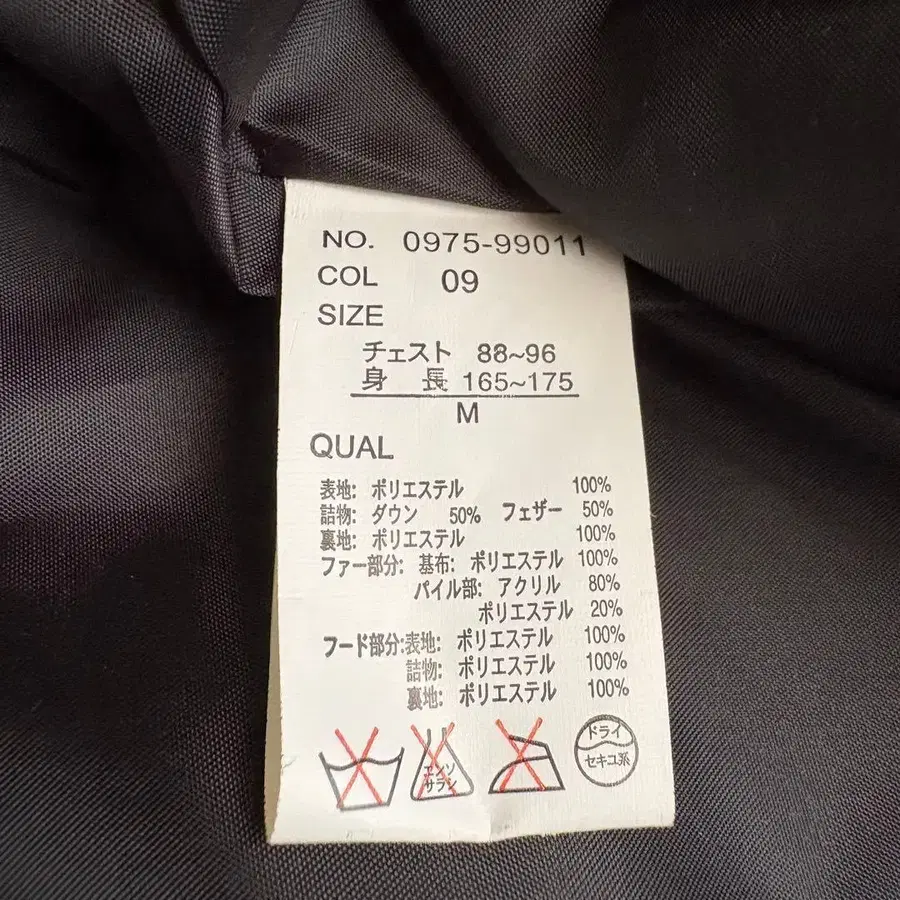 NO. 0975-99011
COL 09
SIZE
チェスト 88~96
身 長 165~175
M
QUAL
表地: ポリエステル 100%
詰物: ダウン 50% フェザー 50%
裏地: ポリエステル 100%
ファー部分: 基布: ポリエステル 100%
パイル部: アクリル 80%
ポリエステル 20%
フード部分:表地: ポリエステル 100%
詰物: ポリエステル 100%
裏地: ポリエステル 100%
エンソ
サラシ
ドライ
セキユ系